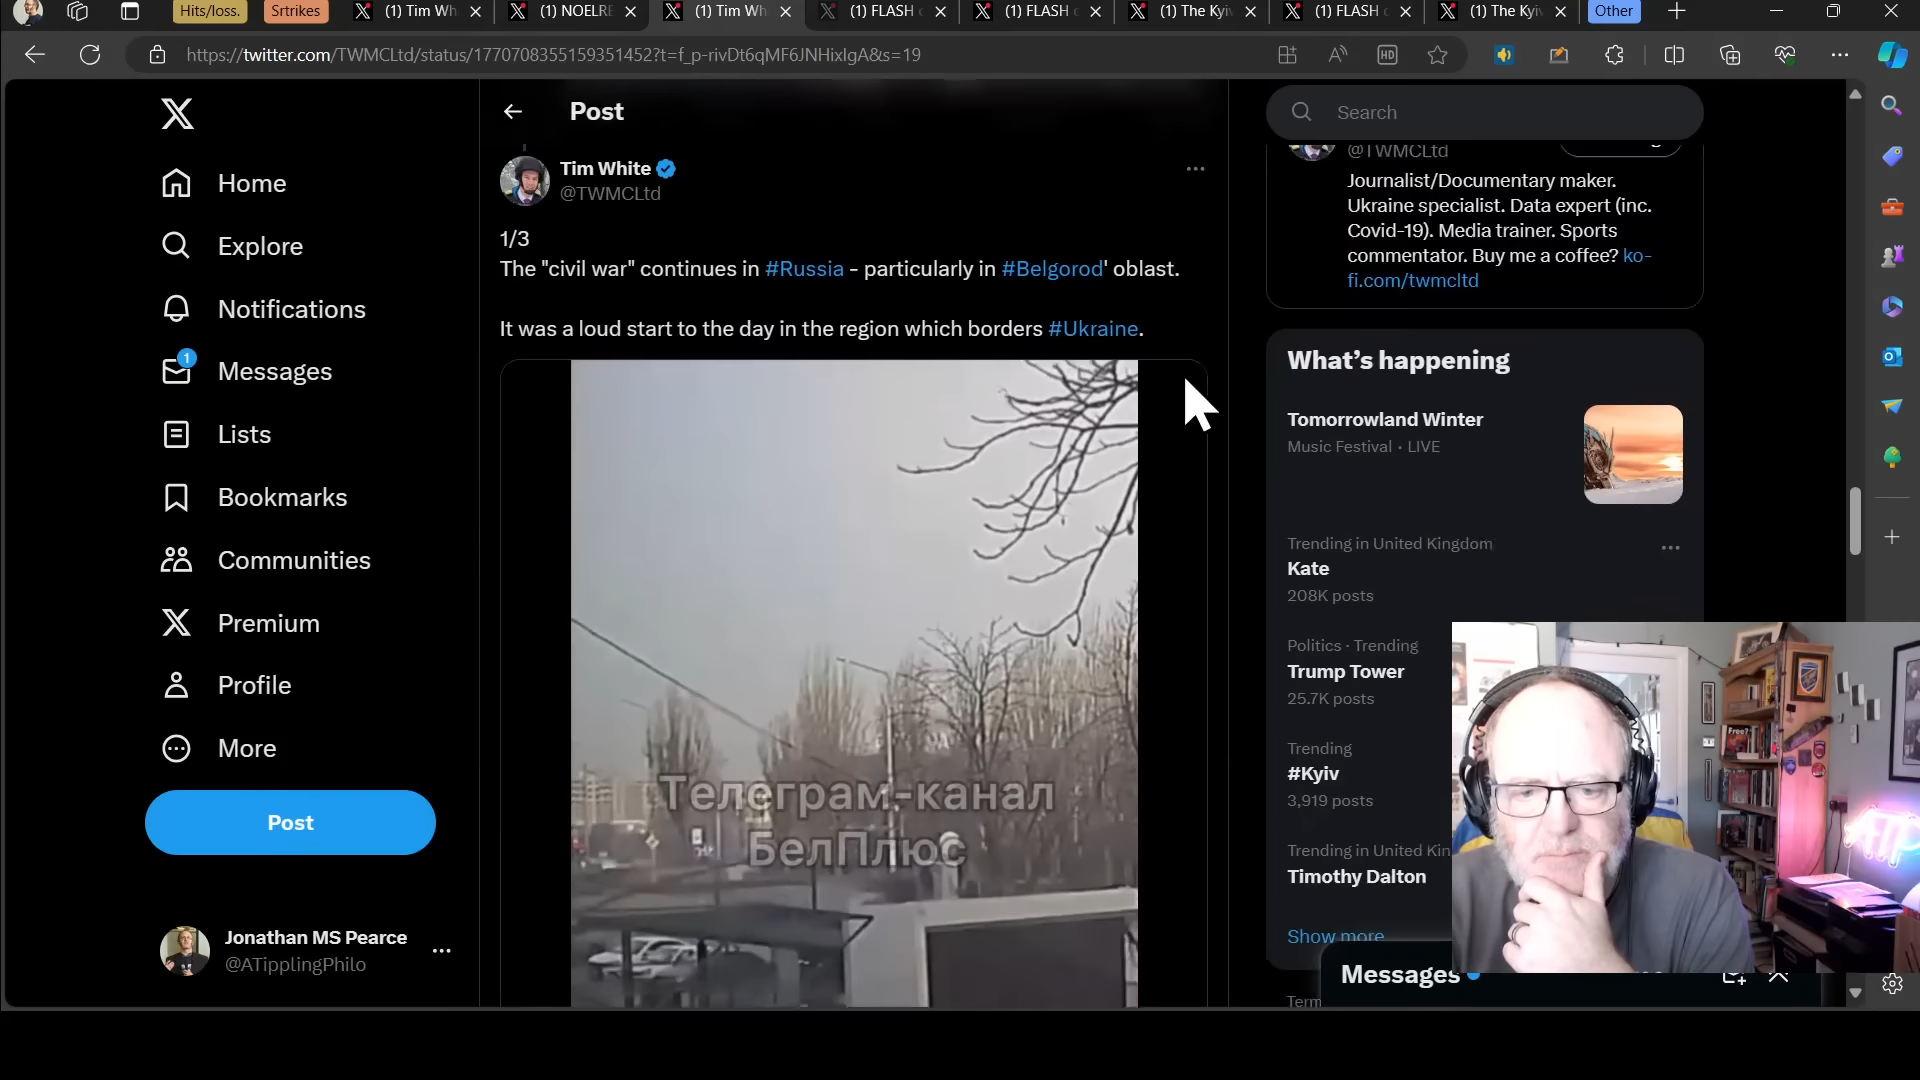 Hits/loss.
Srtrikes
(1) Tim Wh
(1) NOELRE
(1) Tim Wh
(1) FLASH
(1) FLASH
(1) The Kyi
(1) FLASH
(1) The Kyi
Other
https://twitter.com/TWMCLtd/status/1770708355159351452?t=f_p-rivDt6qMF6JNHixIgA&s=19
Post
Search
Home
Explore
Notifications
1
Messages
Lists
Bookmarks
Communities
Premium
Profile
More
Post
Jonathan MS Pearce
@ATipplingPhilo
Tim White
@TWMCLtd
1/3
The "civil war" continues in #Russia - particularly in #Belgorod' oblast.
It was a loud start to the day in the region which borders #Ukraine.
Телеграм-канал
БелПлюс
@TWMCLtd
Journalist/Documentary maker.
Ukraine specialist. Data expert (inc.
Covid-19). Media trainer. Sports
commentator. Buy me a coffee? ko-
fi.com/twmcltd
What's happening
Tomorrowland Winter
Music Festival · LIVE
Trending in United Kingdom
Kate
208K posts
Politics · Trending
Trump Tower
25.7K posts
Trending
#Kyiv
3,919 posts
Trending in United Kin
Timothy Dalton
Show more
Messages
Term
Free?